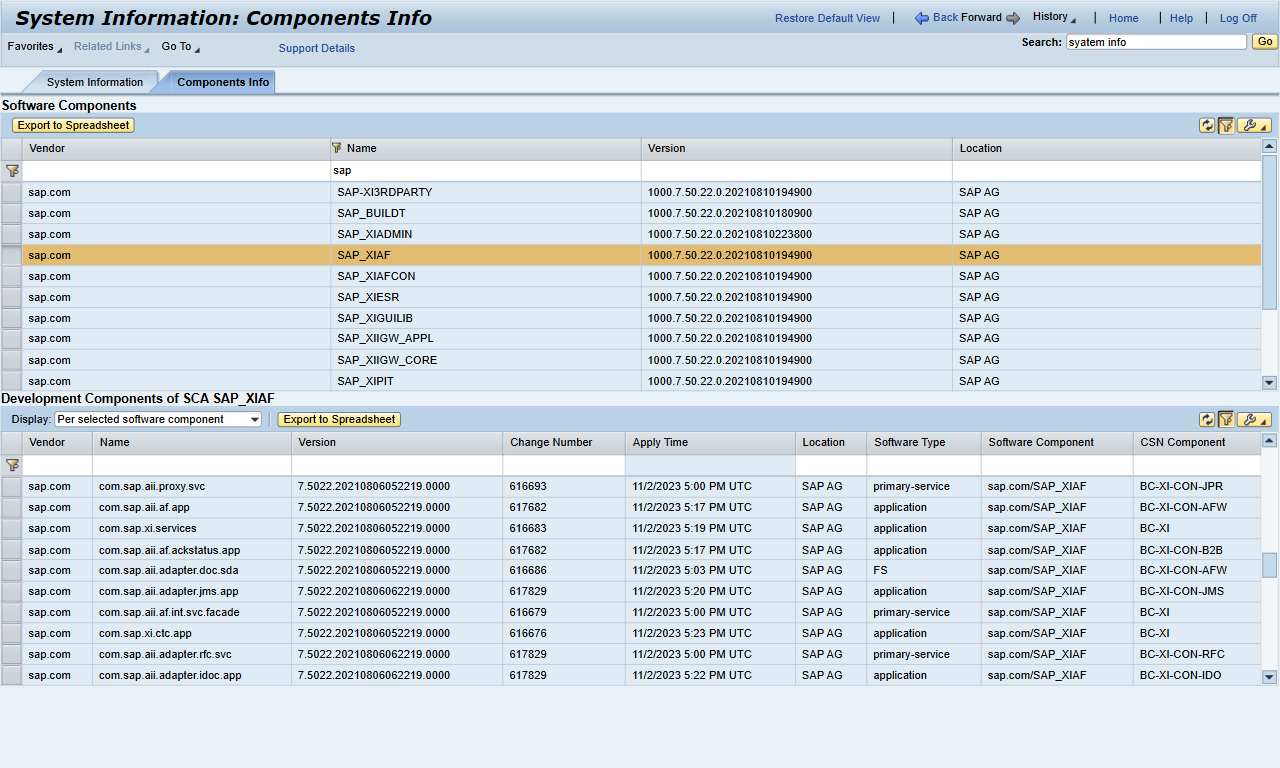 System Information: Components Info
Restore Default View | Back Forward History | Home | Help | Log Off
Favorites Related Links Go To Support Details Search: syatem info Go
System Information Components Info
Software Components
Export to Spreadsheet
Vendor Name Version Location
sap
sap.com SAP-XI3RDPARTY 1000.7.50.22.0.20210810194900 SAP AG
sap.com SAP_BUILDT 1000.7.50.22.0.20210810180900 SAP AG
sap.com SAP_XIADMIN 1000.7.50.22.0.20210810223800 SAP AG
sap.com SAP_XIAF 1000.7.50.22.0.20210810194900 SAP AG
sap.com SAP_XIAFCON 1000.7.50.22.0.20210810194900 SAP AG
sap.com SAP_XIESR 1000.7.50.22.0.20210810194900 SAP AG
sap.com SAP_XIGUILIB 1000.7.50.22.0.20210810194900 SAP AG
sap.com SAP_XIIGW_APPL 1000.7.50.22.0.20210810194900 SAP AG
sap.com SAP_XIIGW_CORE 1000.7.50.22.0.20210810194900 SAP AG
sap.com SAP_XIPIT 1000.7.50.22.0.20210810194900 SAP AG
Development Components of SCA SAP_XIAF
Display: Per selected software component Export to Spreadsheet
Vendor Name Version Change Number Apply Time Location Software Type Software Component CSN Component
sap.com com.sap.aii.proxy.svc 7.5022.20210806052219.0000 616693 11/2/2023 5:00 PM UTC SAP AG primary-service sap.com/SAP_XIAF BC-XI-CON-JPR
sap.com com.sap.aii.af.app 7.5022.20210806052219.0000 617682 11/2/2023 5:17 PM UTC SAP AG application sap.com/SAP_XIAF BC-XI-CON-AFW
sap.com com.sap.xi.services 7.5022.20210806052219.0000 616683 11/2/2023 5:19 PM UTC SAP AG application sap.com/SAP_XIAF BC-XI
sap.com com.sap.aii.af.ackstatus.app 7.5022.20210806052219.0000 617682 11/2/2023 5:17 PM UTC SAP AG application sap.com/SAP_XIAF BC-XI-CON-B2B
sap.com com.sap.aii.adapter.doc.sda 7.5022.20210806052219.0000 616686 11/2/2023 5:03 PM UTC SAP AG FS sap.com/SAP_XIAF BC-XI-CON-AFW
sap.com com.sap.aii.adapter.jms.app 7.5022.20210806062219.0000 617829 11/2/2023 5:20 PM UTC SAP AG application sap.com/SAP_XIAF BC-XI-CON-JMS
sap.com com.sap.aii.af.int.svc.facade 7.5022.20210806052219.0000 616679 11/2/2023 5:00 PM UTC SAP AG primary-service sap.com/SAP_XIAF BC-XI
sap.com com.sap.xi.ctc.app 7.5022.20210806052219.0000 616676 11/2/2023 5:23 PM UTC SAP AG application sap.com/SAP_XIAF BC-XI
sap.com com.sap.aii.adapter.rfc.svc 7.5022.20210806062219.0000 617829 11/2/2023 5:00 PM UTC SAP AG primary-service sap.com/SAP_XIAF BC-XI-CON-RFC
sap.com com.sap.aii.adapter.idoc.app 7.5022.20210806062219.0000 617829 11/2/2023 5:22 PM UTC SAP AG application sap.com/SAP_XIAF BC-XI-CON-IDO